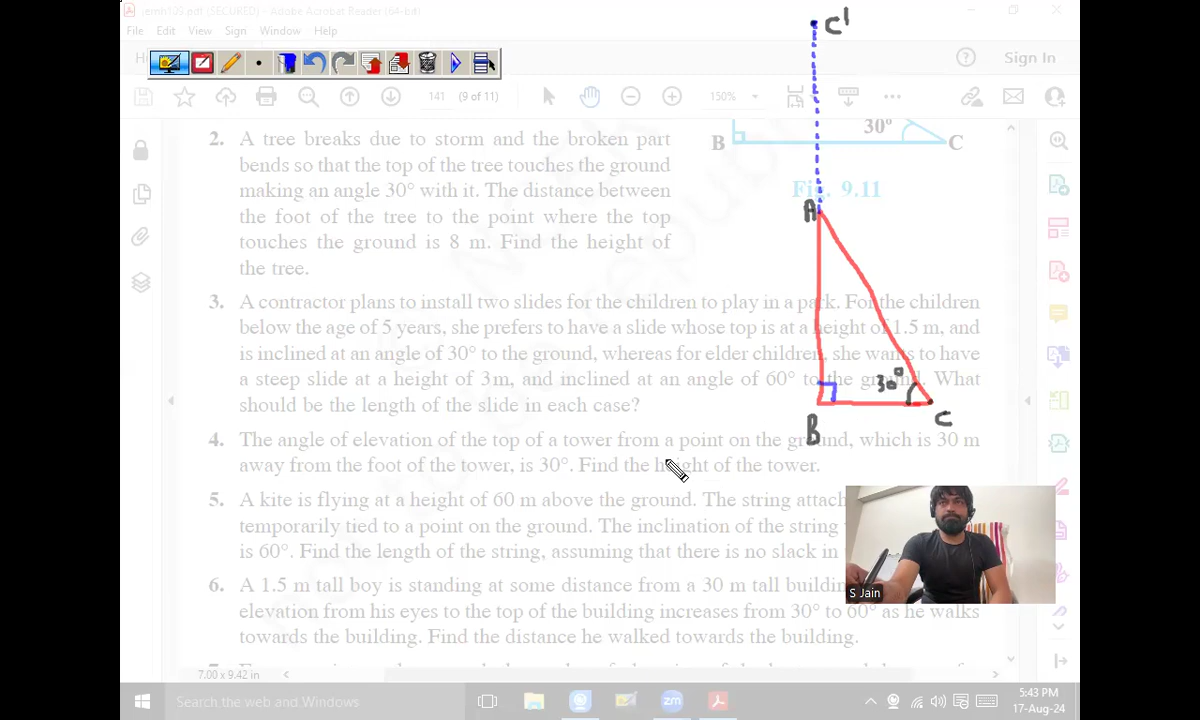 .emh10S.pdf (SECURED) - Adobe Acrobat Reader (64-bit)
File Edit View Sign Window Help
Sign In
141 (9 of 11) 150%
C'
B 30° C
Fig. 9.11
2. A tree breaks due to storm and the broken part
bends so that the top of the tree touches the ground
making an angle 30° with it. The distance between
the foot of the tree to the point where the top
touches the ground is 8 m. Find the height of
the tree.
A
3. A contractor plans to install two slides for the children to play in a park. For the children
below the age of 5 years, she prefers to have a slide whose top is at a height of 1.5 m, and
is inclined at an angle of 30° to the ground, whereas for elder children, she wants to have
a steep slide at a height of 3m, and inclined at an angle of 60° to the ground. What
should be the length of the slide in each case?
30°
B
C
4. The angle of elevation of the top of a tower from a point on the ground, which is 30 m
away from the foot of the tower, is 30°. Find the height of the tower.
5. A kite is flying at a height of 60 m above the ground. The string attach
temporarily tied to a point on the ground. The inclination of the string
is 60°. Find the length of the string, assuming that there is no slack in
6. A 1.5 m tall boy is standing at some distance from a 30 m tall buildin
elevation from his eyes to the top of the building increases from 30° to 60° as he walks
towards the building. Find the distance he walked towards the building.
S Jain
7.00 x 9.42 in
Search the web and Windows
zm
5:43 PM
17-Aug-24